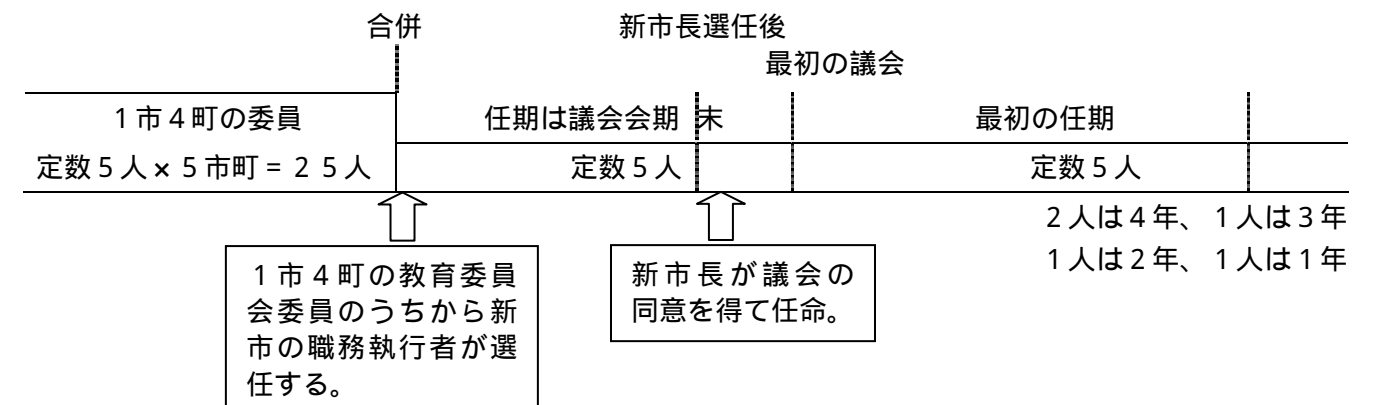 合併
新市長選任後
最初の議会
1市4町の委員
任期は議会会期末
最初の任期
定数5人×5市町=25人
定数5人
定数5人
2人は4年、1人は3年
1人は2年、1人は1年
1市4町の教育委員
会委員のうちから新
市の職務執行者が選
任する。
新市長が議会の
同意を得て任命。